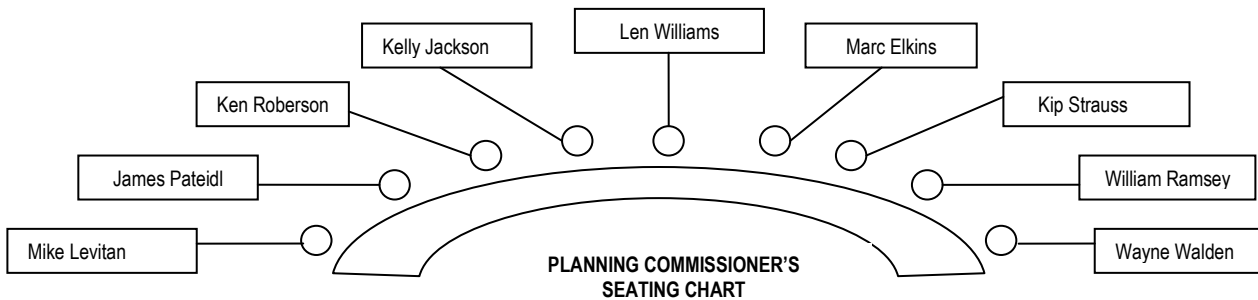 Len Williams
Kelly Jackson
Marc Elkins
Ken Roberson
Kip Strauss
James Pateidl
William Ramsey
Mike Levitan
Wayne Walden
PLANNING COMMISSIONER'S
SEATING CHART